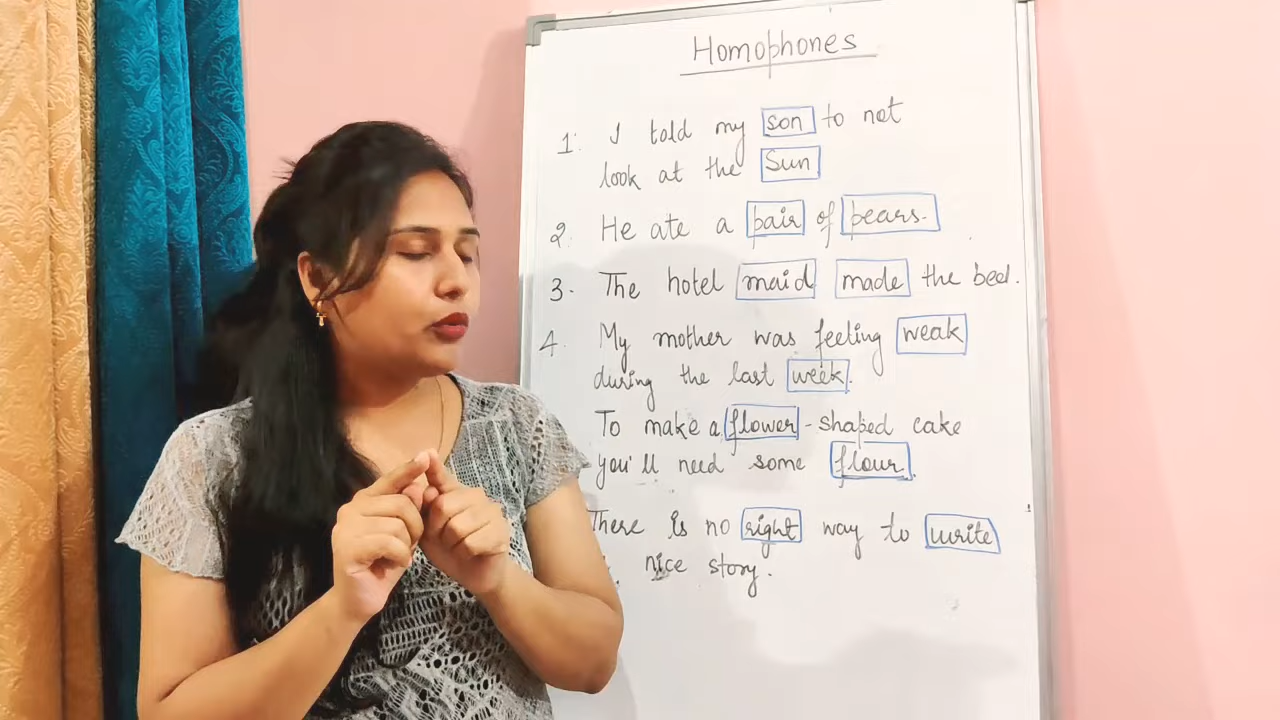 Homophones
1. I told my son to not
look at the Sun
2. He ate a pair of pears.
3. The hotel maid made the bed.
4. My mother was feeling weak
during the last week.
To make a flower-shaped cake
you'll need some flour.
There is no right way to write
nice story.